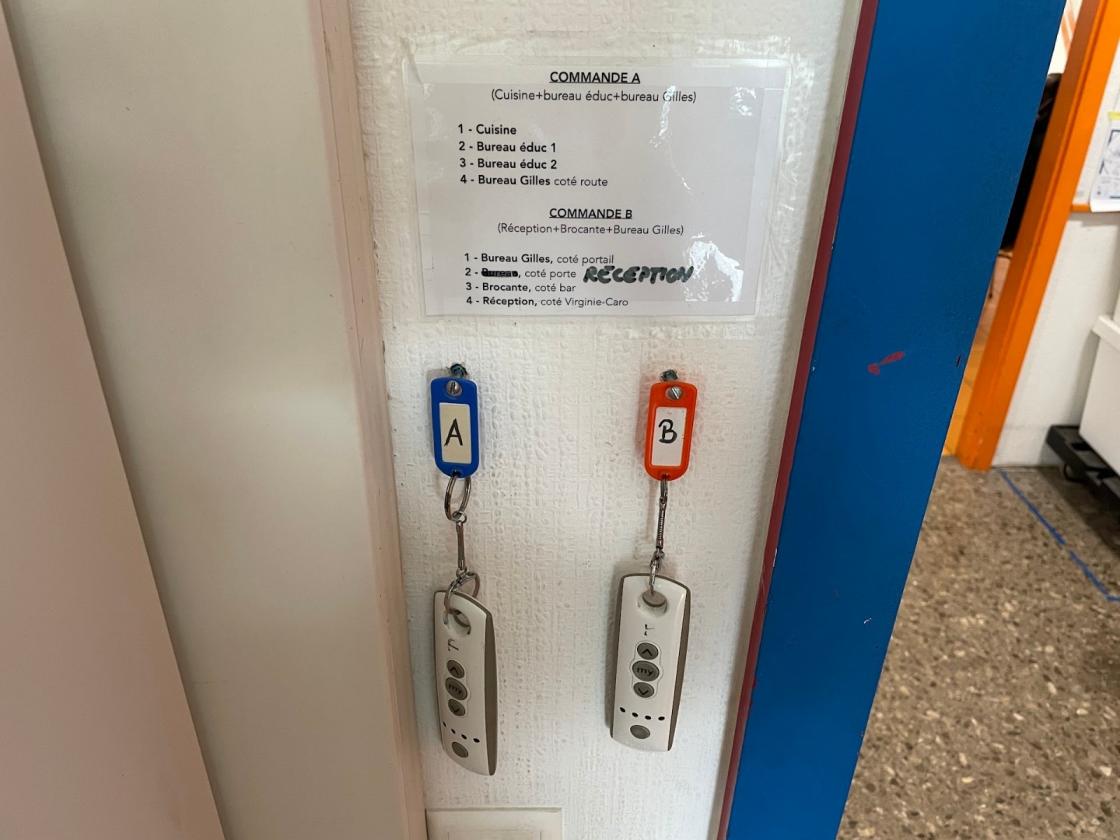 COMMANDE A
(Cuisine+bureau éduc+bureau Gilles)
1 - Cuisine
2 - Bureau éduc 1
3 - Bureau éduc 2
4 - Bureau Gilles coté route
COMMANDE B
(Réception+Brocante+Bureau Gilles)
1 - Bureau Gilles, coté portail
2 - Bureau, coté porte RÉCEPTION
3 - Brocante, coté bar
4 - Réception, coté Virginie-Caro
A
B
my
my